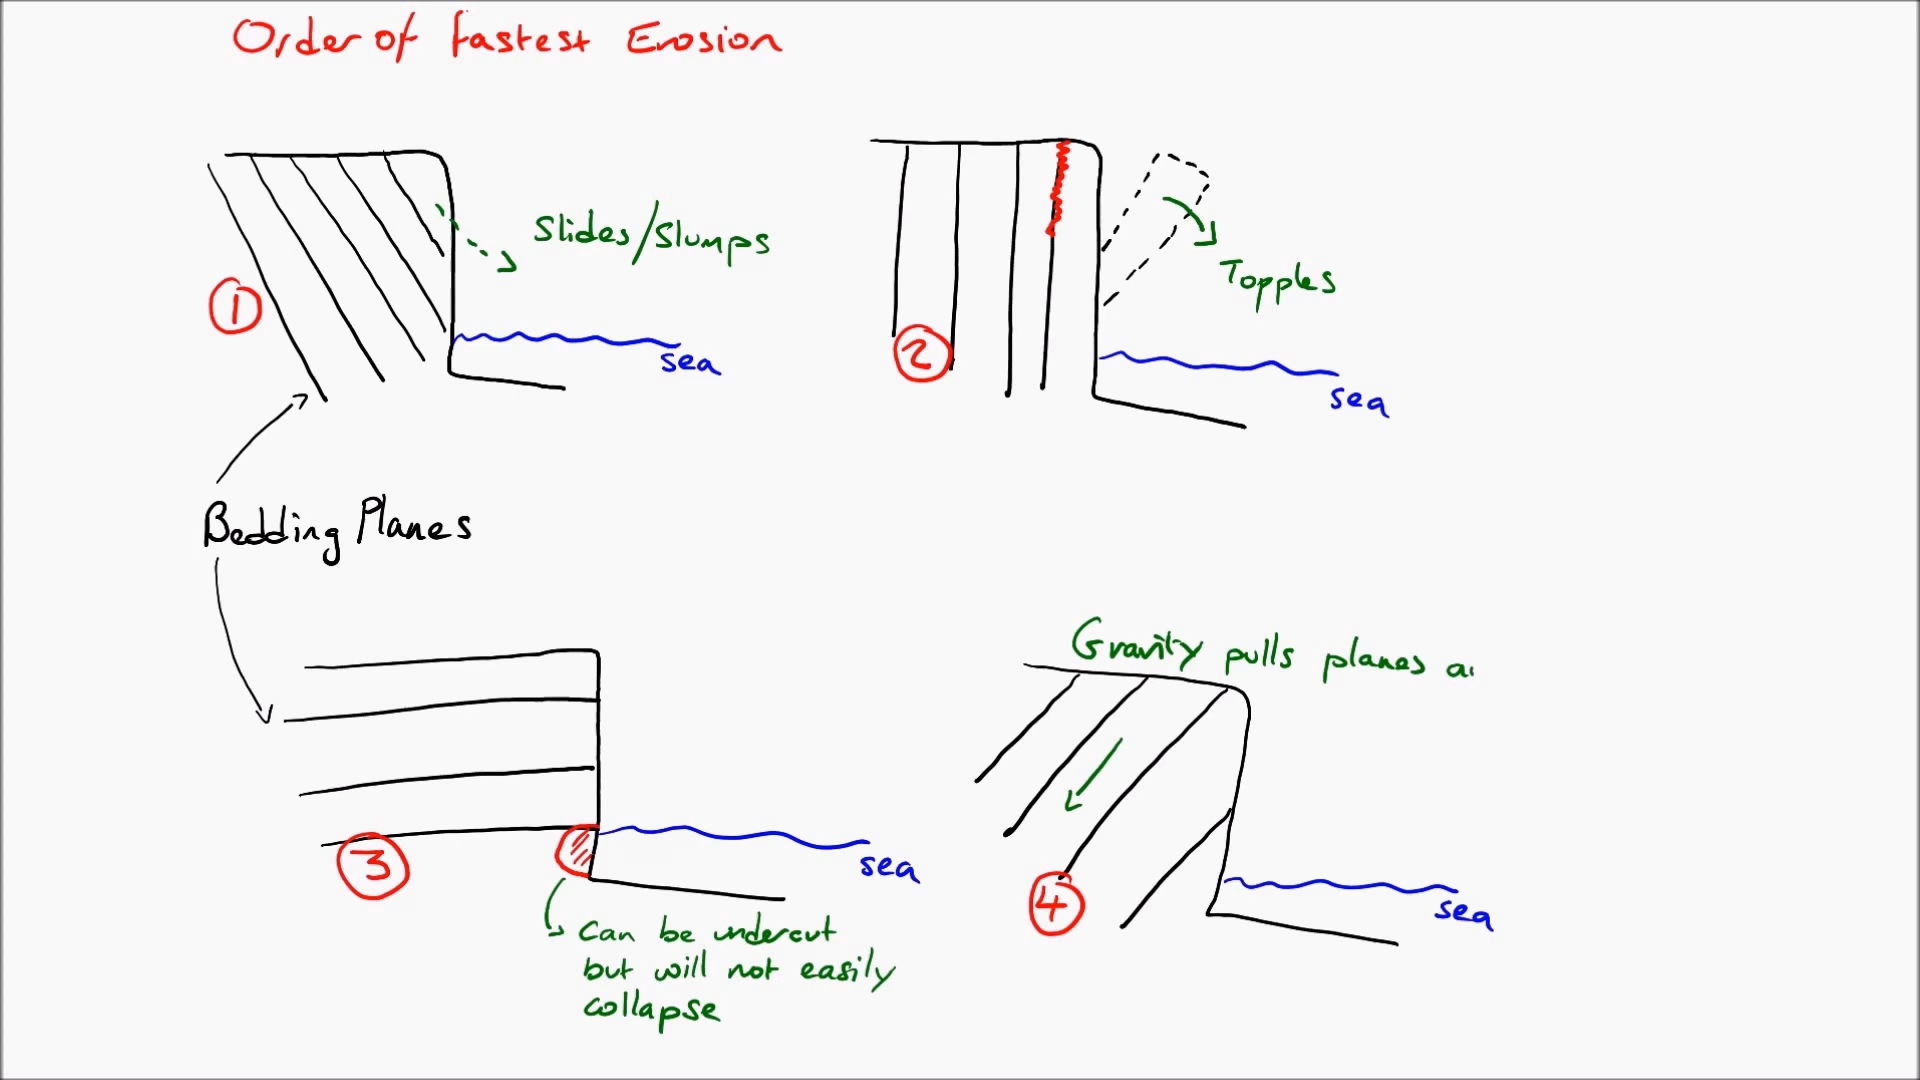 Order of fastest Erosion
Slides/Slumps
1
sea
Topples
2
sea
Bedding Planes
3
sea
Can be undercut
but will not easily
collapse
Gravity pulls planes a
4
sea